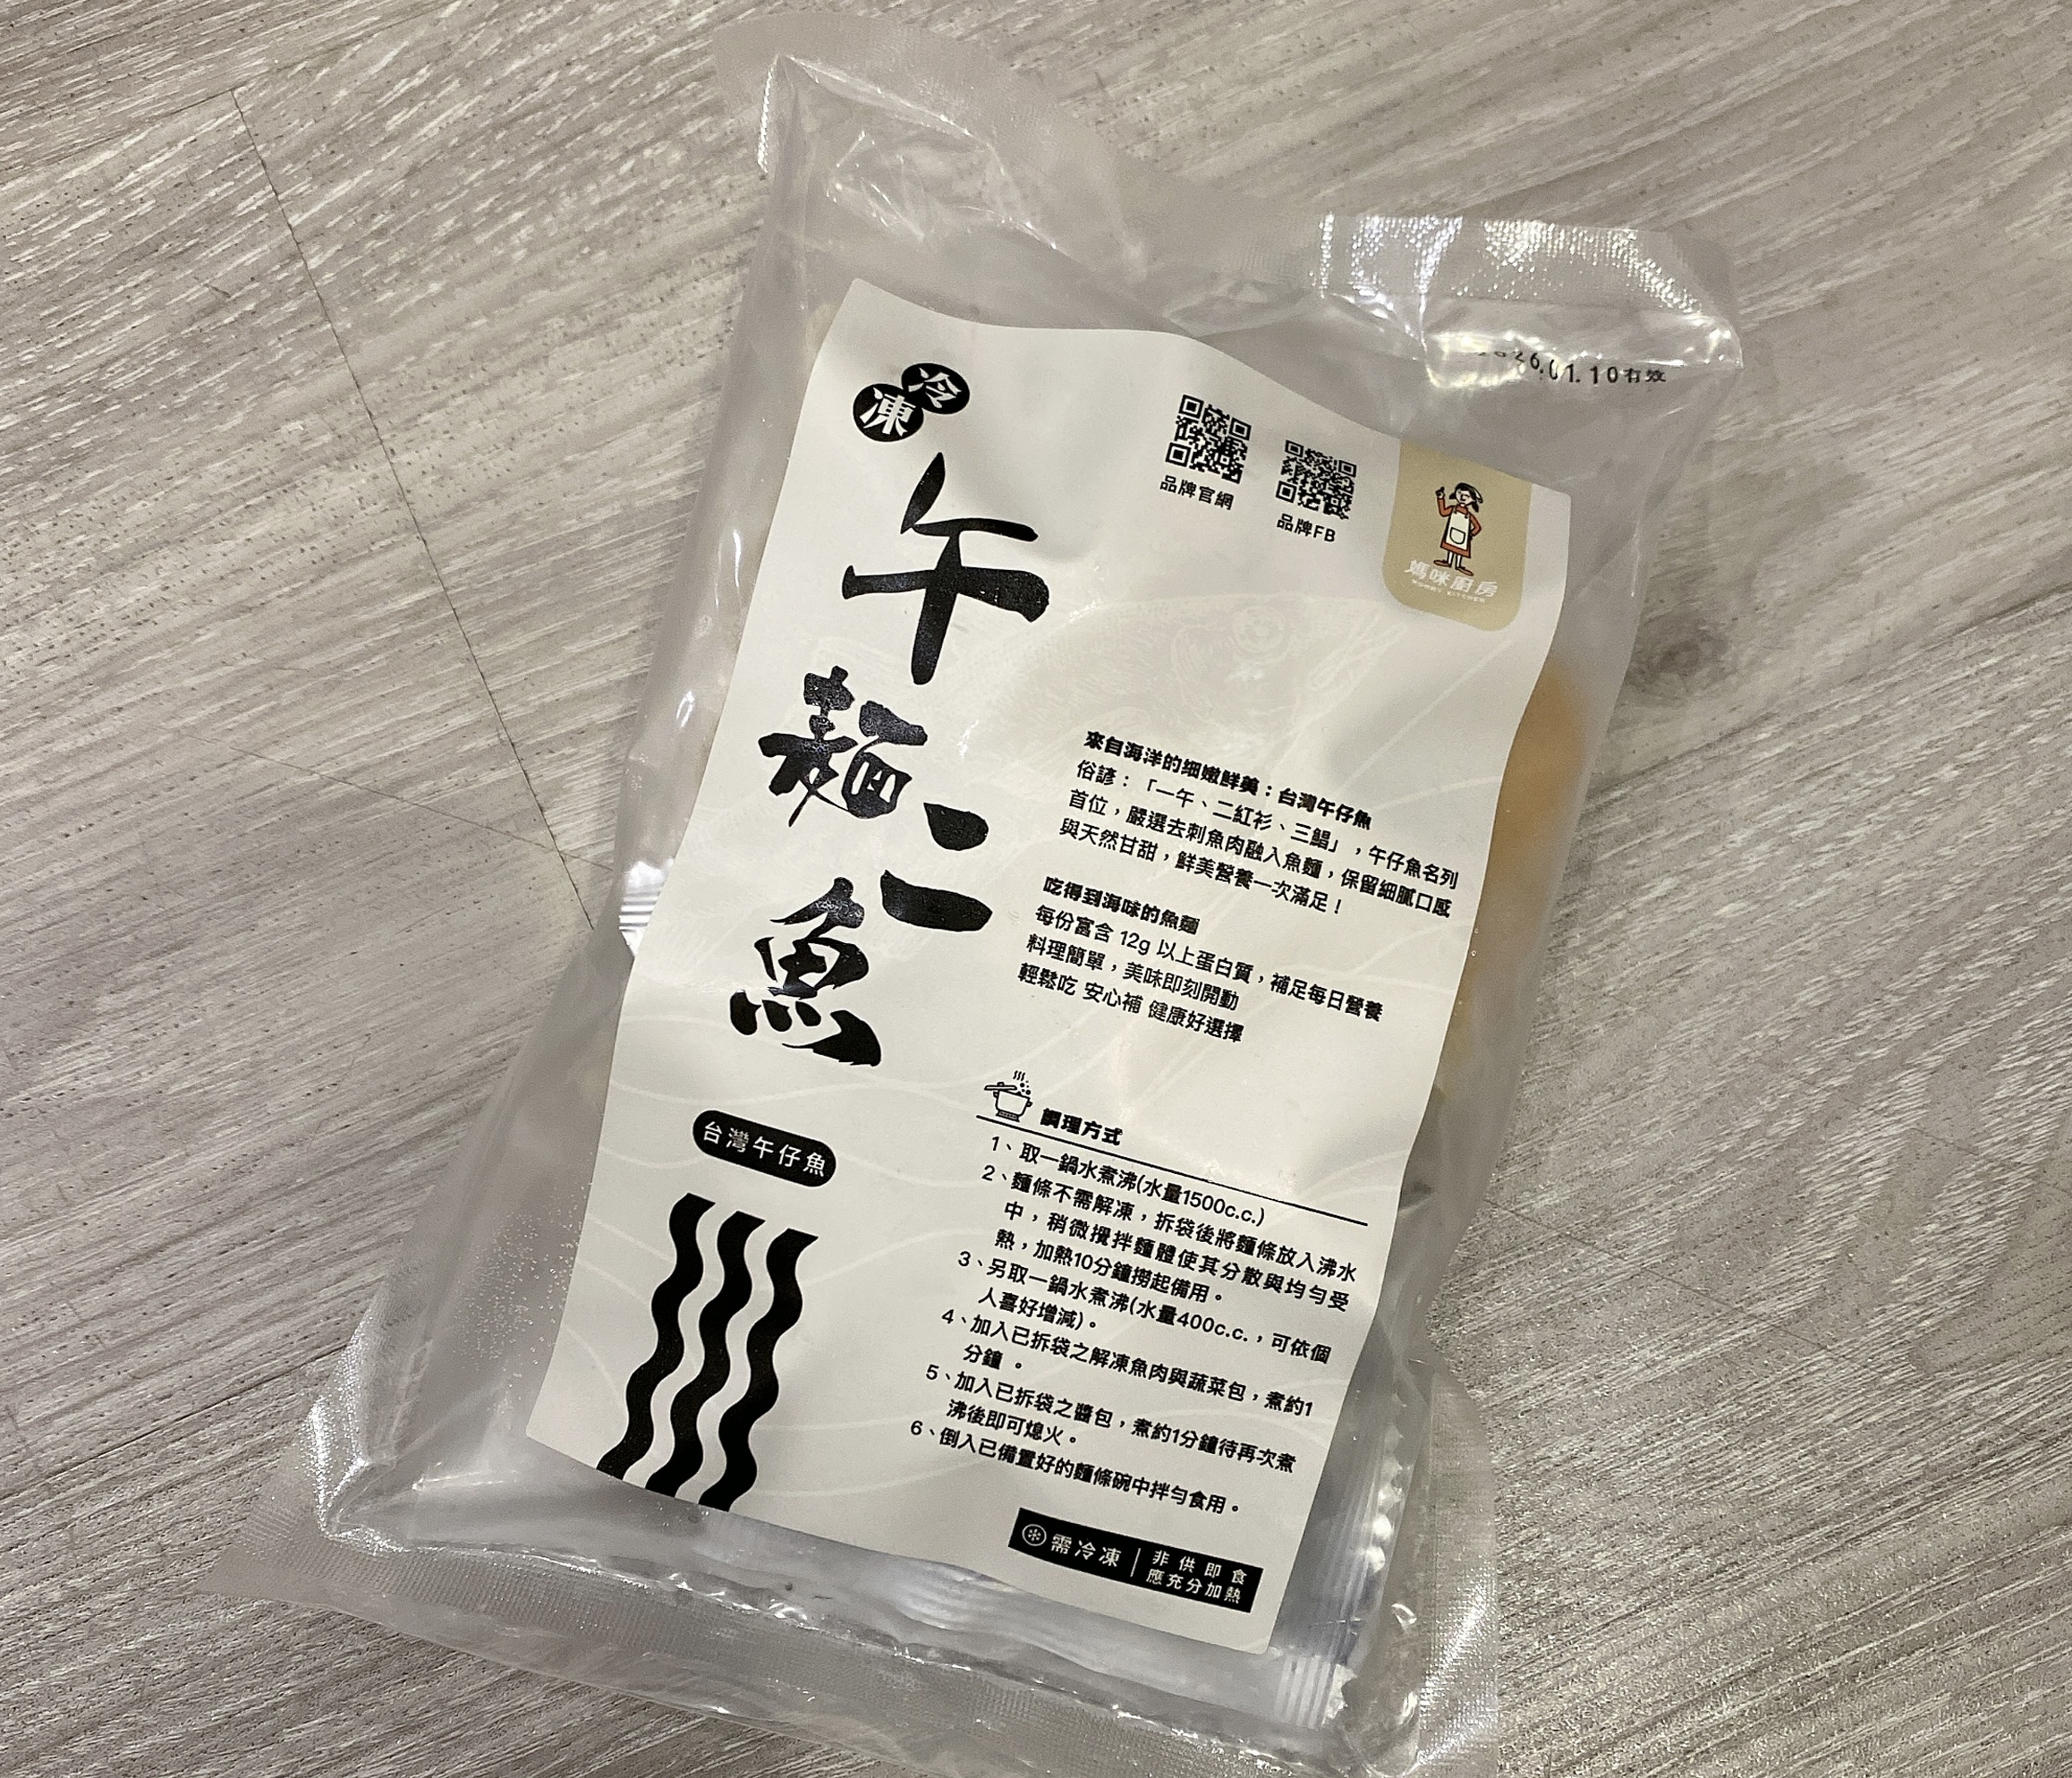 冷凍
午
麵
二
魚
台灣午仔魚
品牌官網
品牌FB
媽咪廚房
MOMMY KITCHEN
26.01.10有效
來自海洋的細嫩鮮美：台灣午仔魚
俗諺：「一午、二紅衫、三鯧」，午仔魚名列
首位，嚴選去刺魚肉融入魚麵，保留細膩口感
與天然甘甜，鮮美營養一次滿足！
吃得到海味的魚麵
每份富含 12g 以上蛋白質，補足每日營養
料理簡單，美味即刻開動
輕鬆吃 安心補 健康好選擇
調理方式
1、取一鍋水煮沸(水量1500c.c.)
2、麵條不需解凍，拆袋後將麵條放入沸水
中，稍微攪拌麵體使其分散與均勻受
熱，加熱10分鐘撈起備用。
3、另取一鍋水煮沸(水量400c.c.，可依個
人喜好增減)。
4、加入已拆袋之解凍魚肉與蔬菜包，煮約1
分鐘 。
5、加入已拆袋之醬包，煮約1分鐘待再次煮
沸後即可熄火。
6、倒入已備置好的麵條碗中拌勻食用。
需冷凍
非供即食
應充分加熱